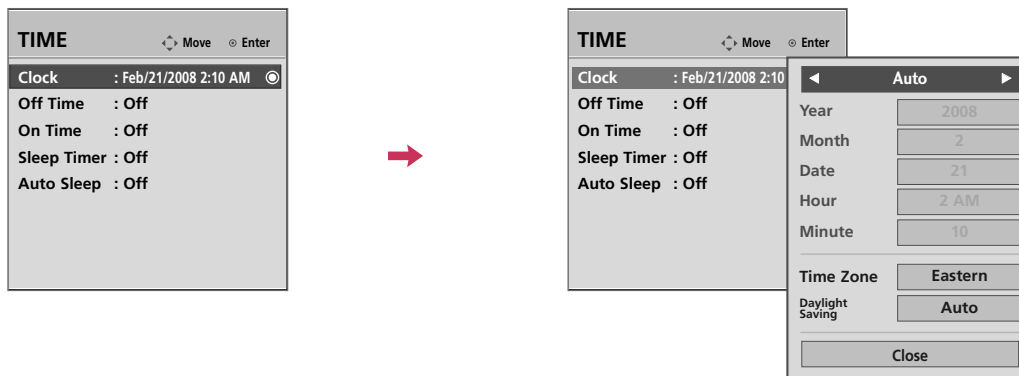 TIME Move Enter
Clock : Feb/21/2008 2:10 AM
Off Time : Off
On Time : Off
Sleep Timer : Off
Auto Sleep : Off
TIME Move Enter
Clock : Feb/21/2008 2:10
Off Time : Off
On Time : Off
Sleep Timer : Off
Auto Sleep : Off
Auto
Year 2008
Month 2
Date 21
Hour 2 AM
Minute 10
Time Zone Eastern
Daylight
Saving Auto
Close